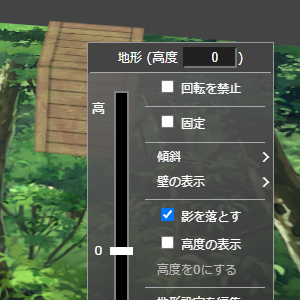 地形 (高度 0 )
回転を禁止
高
固定
傾斜
壁の表示
影を落とす
0
高度の表示
高度を0にする